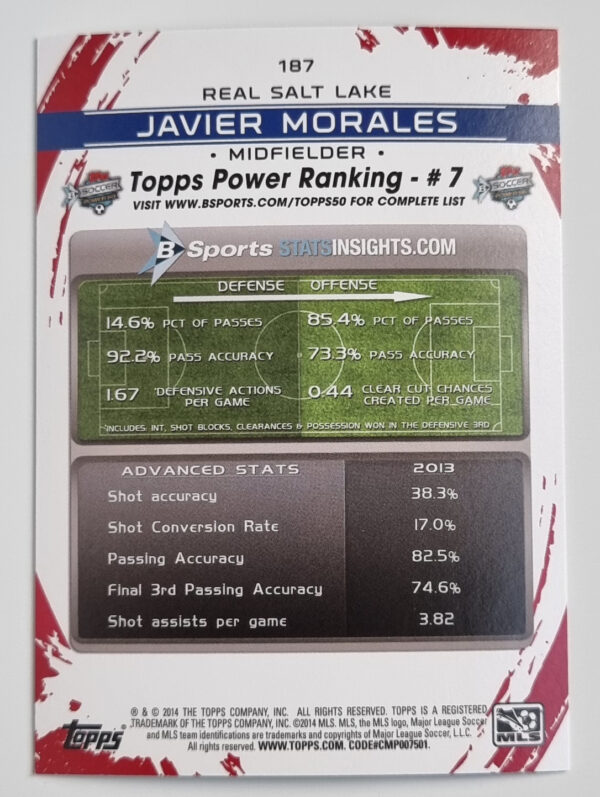 187
REAL SALT LAKE
JAVIER MORALES
• MIDFIELDER •
Topps Power Ranking - # 7
VISIT WWW.BSPORTS.COM/TOPPS50 FOR COMPLETE LIST
SOCCER
SOCCER
B Sports STATSINSIGHTS.COM
DEFENSE OFFENSE
14.6% PCT OF PASSES 85.4% PCT OF PASSES
92.2% PASS ACCURACY 73.3% PASS ACCURACY
1.67 *DEFENSIVE ACTIONS PER GAME 0.44 CLEAR CUT CHANCES CREATED PER GAME
*INCLUDES INT, SHOT BLOCKS, CLEARANCES & POSSESSION WON IN THE DEFENSIVE 3RD
ADVANCED STATS 2013
Shot accuracy 38.3%
Shot Conversion Rate 17.0%
Passing Accuracy 82.5%
Final 3rd Passing Accuracy 74.6%
Shot assists per game 3.82
® & © 2014 THE TOPPS COMPANY, INC. ALL RIGHTS RESERVED. TOPPS IS A REGISTERED
TRADEMARK OF THE TOPPS COMPANY, INC. ©2014 MLS. MLS, the MLS logo, Major League Soccer
and MLS team identifications are trademarks and copyrights of Major League Soccer, L.L.C.
All rights reserved. WWW.TOPPS.COM. CODE#CMP007501.
topps
MLS